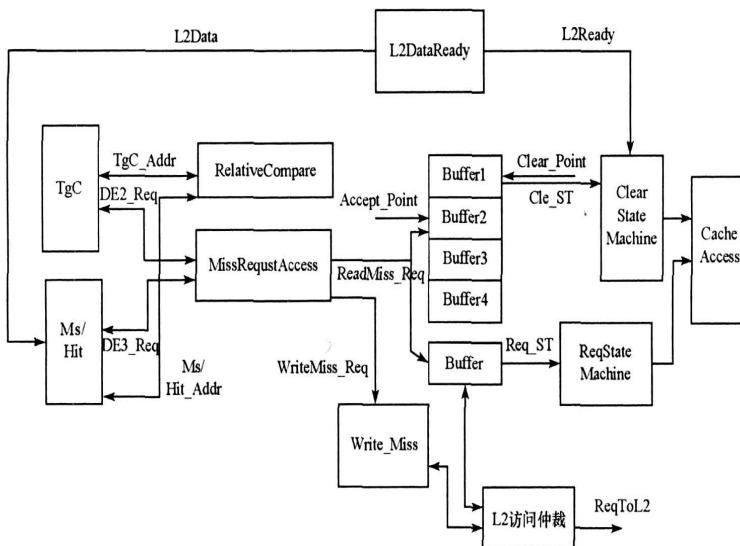 L2Data
L2DataReady
L2Ready
TgC
TgC_Addr
RelativeCompare
DE2_Req
Accept_Point
Buffer1
Buffer2
Buffer3
Buffer4
Clear_Point
Cle_ST
Clear
State
Machine
Cache
Access
MissRequstAccess
ReadMiss_Req
Ms/
Hit
DE3_Req
Ms/
Hit_Addr
WriteMiss_Req
Buffer
Req_ST
ReqState
Machine
Write_Miss
L2访问仲裁
ReqToL2